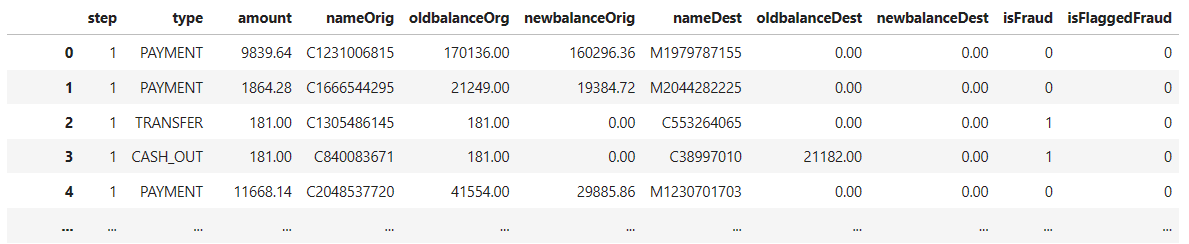 step type amount nameOrig oldbalanceOrg newbalanceOrig nameDest oldbalanceDest newbalanceDest isFraud isFlaggedFraud
0 1 PAYMENT 9839.64 C1231006815 170136.00 160296.36 M1979787155 0.00 0.00 0 0
1 1 PAYMENT 1864.28 C1666544295 21249.00 19384.72 M2044282225 0.00 0.00 0 0
2 1 TRANSFER 181.00 C1305486145 181.00 0.00 C553264065 0.00 0.00 1 0
3 1 CASH_OUT 181.00 C840083671 181.00 0.00 C38997010 21182.00 0.00 1 0
4 1 PAYMENT 11668.14 C2048537720 41554.00 29885.86 M1230701703 0.00 0.00 0 0
... ... ... ... ... ... ... ... ... ... ... ...